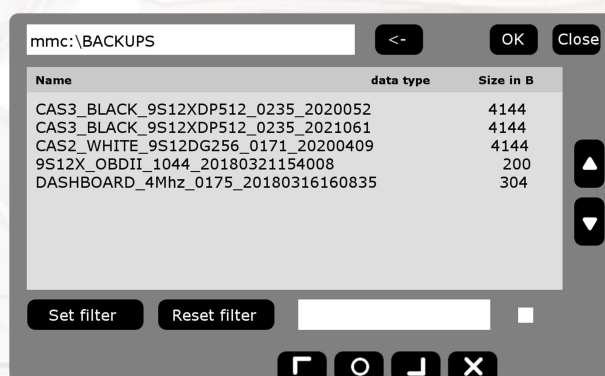 mmc:\BACKUPS <- OK Close
Name data type Size in B
CAS3_BLACK_9S12XDP512_0235_2020052 4144
CAS3_BLACK_9S12XDP512_0235_2021061 4144
CAS2_WHITE_9S12DG256_0171_20200409 4144
9S12X_OBDII_1044_20180321154008 200
DASHBOARD_4Mhz_0175_20180316160835 304
Set filter Reset filter